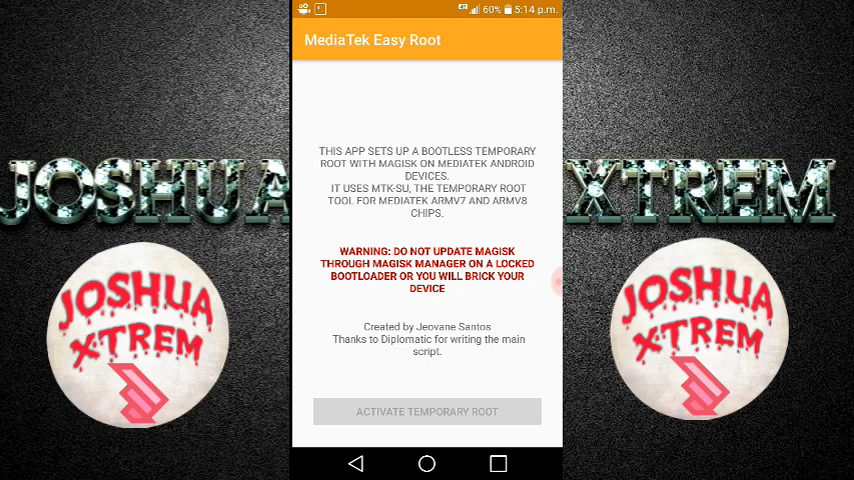 60% 5:14 p.m.
MediaTek Easy Root
JOSHUA XTREM
THIS APP SETS UP A BOOTLESS TEMPORARY
ROOT WITH MAGISK ON MEDIATEK ANDROID
DEVICES.
IT USES MTK-SU, THE TEMPORARY ROOT
TOOL FOR MEDIATEK ARMV7 AND ARMV8
CHIPS.
WARNING: DO NOT UPDATE MAGISK
THROUGH MAGISK MANAGER ON A LOCKED
BOOTLOADER OR YOU WILL BRICK YOUR
DEVICE
JOSHUA
XTREM
JOSHUA
XTREM
Created by Jeovane Santos
Thanks to Diplomatic for writing the main
script.
ACTIVATE TEMPORARY ROOT